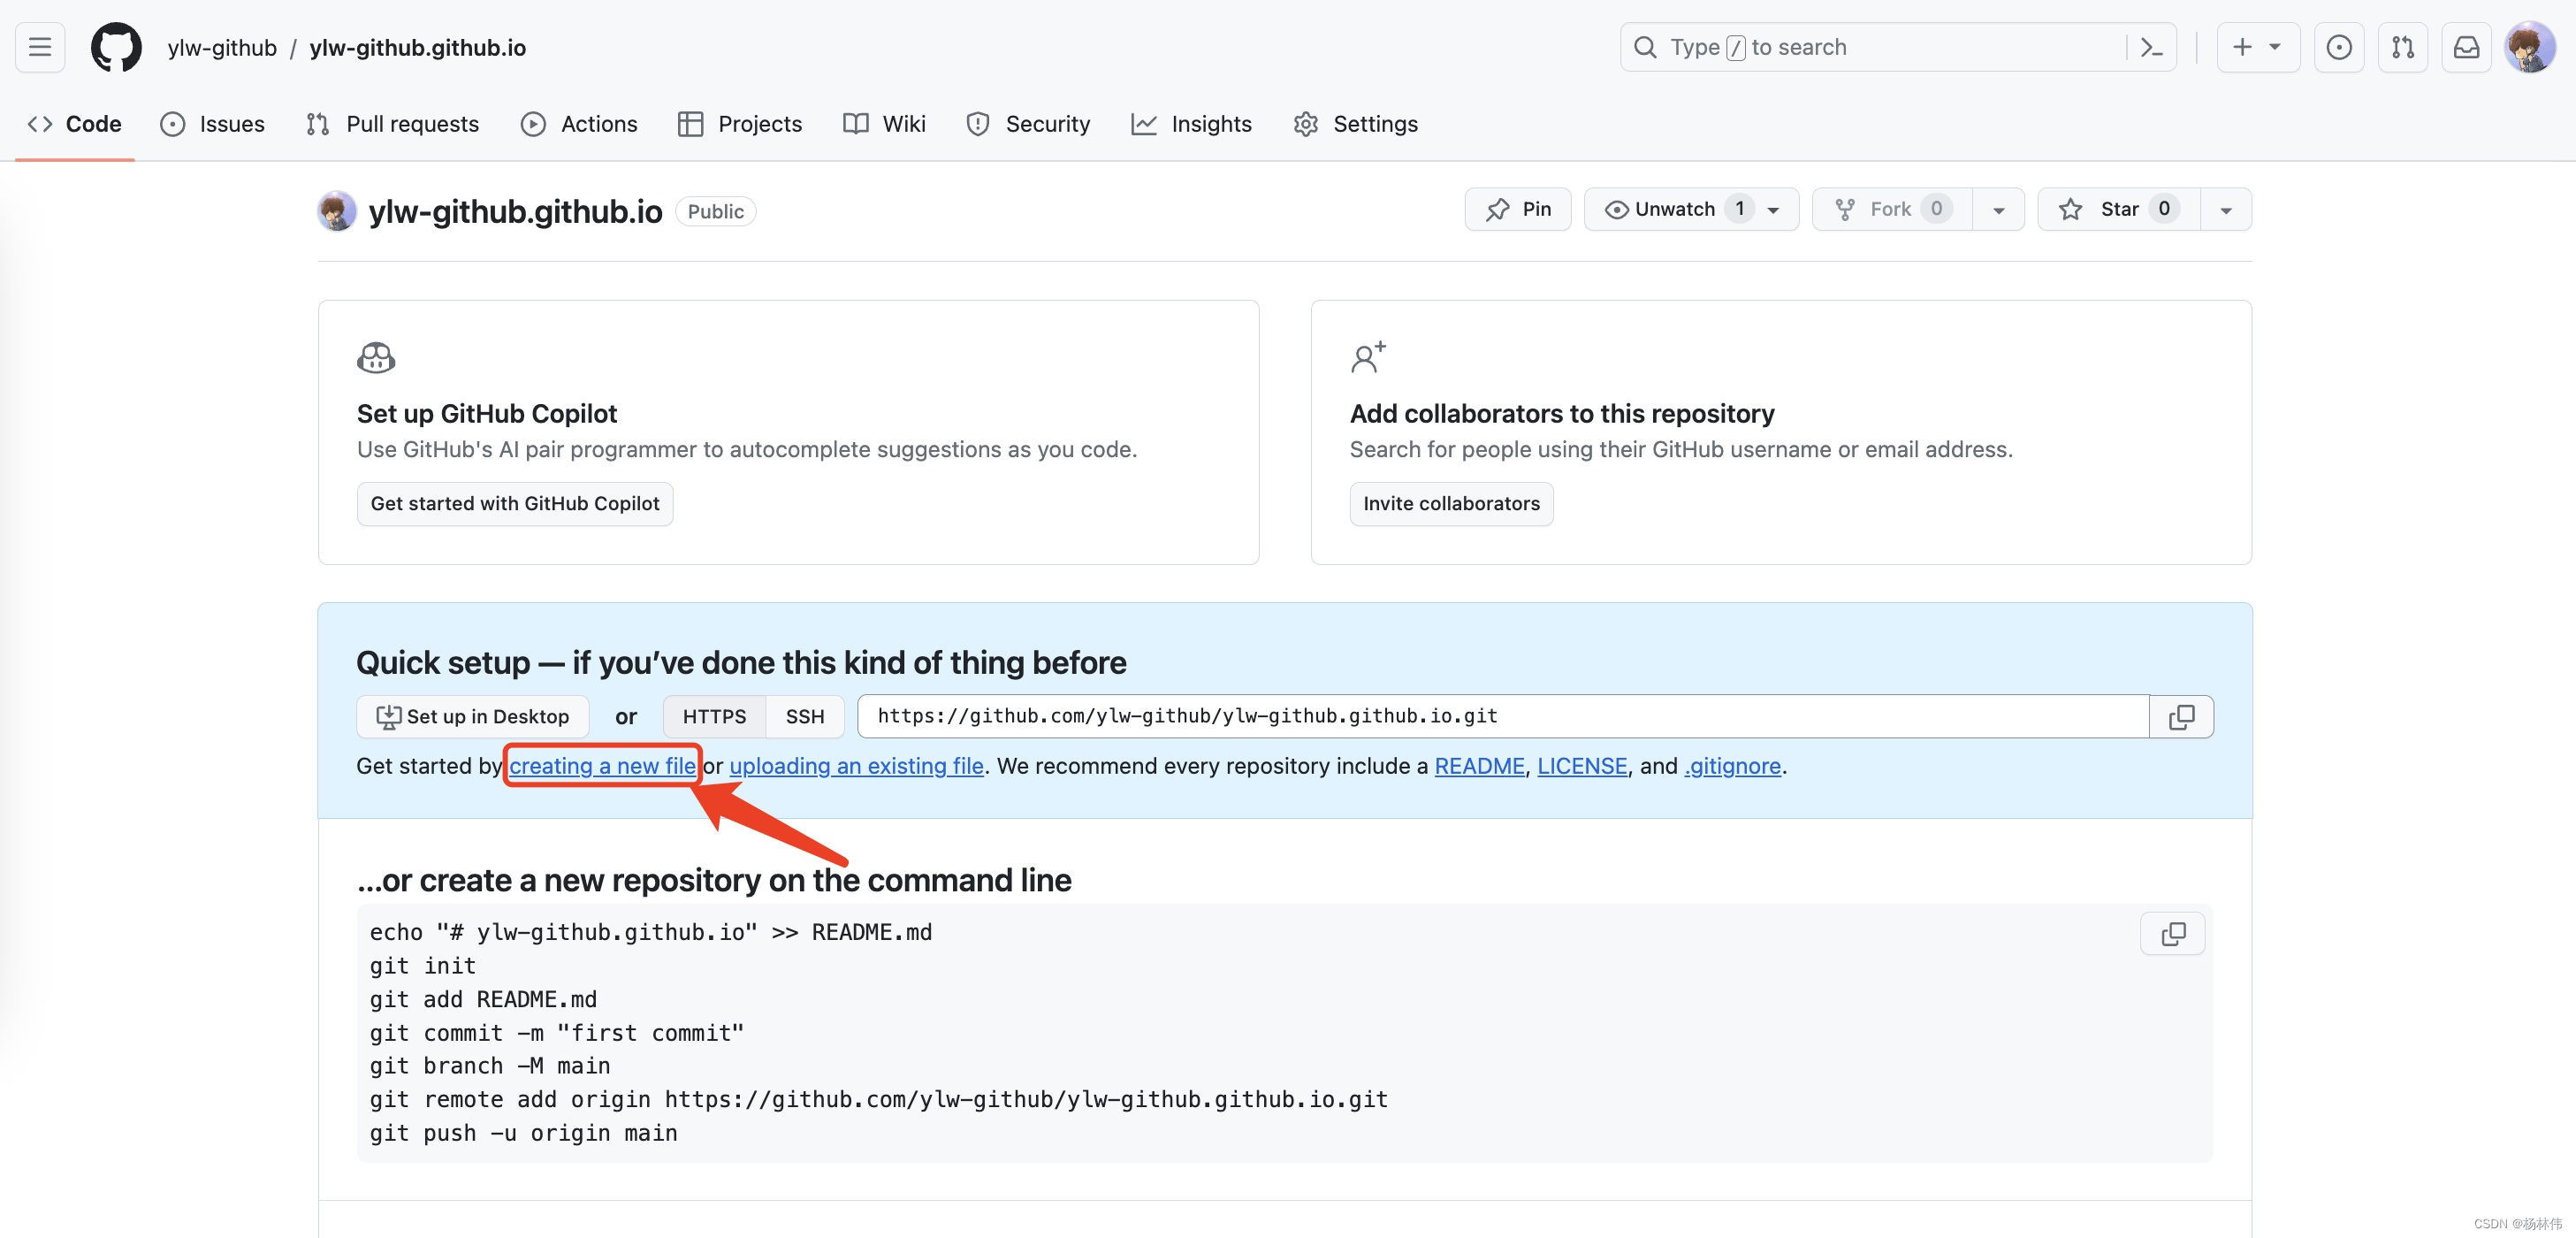 ylw-github / ylw-github.github.io
Type / to search
Code Issues Pull requests Actions Projects Wiki Security Insights Settings
ylw-github.github.io Public
Pin Unwatch 1 Fork 0 Star 0
Set up GitHub Copilot
Use GitHub's AI pair programmer to autocomplete suggestions as you code.
Get started with GitHub Copilot
Add collaborators to this repository
Search for people using their GitHub username or email address.
Invite collaborators
Quick setup — if you’ve done this kind of thing before
Set up in Desktop or HTTPS SSH https://github.com/ylw-github/ylw-github.github.io.git
Get started by creating a new file or uploading an existing file. We recommend every repository include a README, LICENSE, and .gitignore.
…or create a new repository on the command line
echo "# ylw-github.github.io" >> README.md
git init
git add README.md
git commit -m "first commit"
git branch -M main
git remote add origin https://github.com/ylw-github/ylw-github.github.io.git
git push -u origin main
CSDN @杨林伟